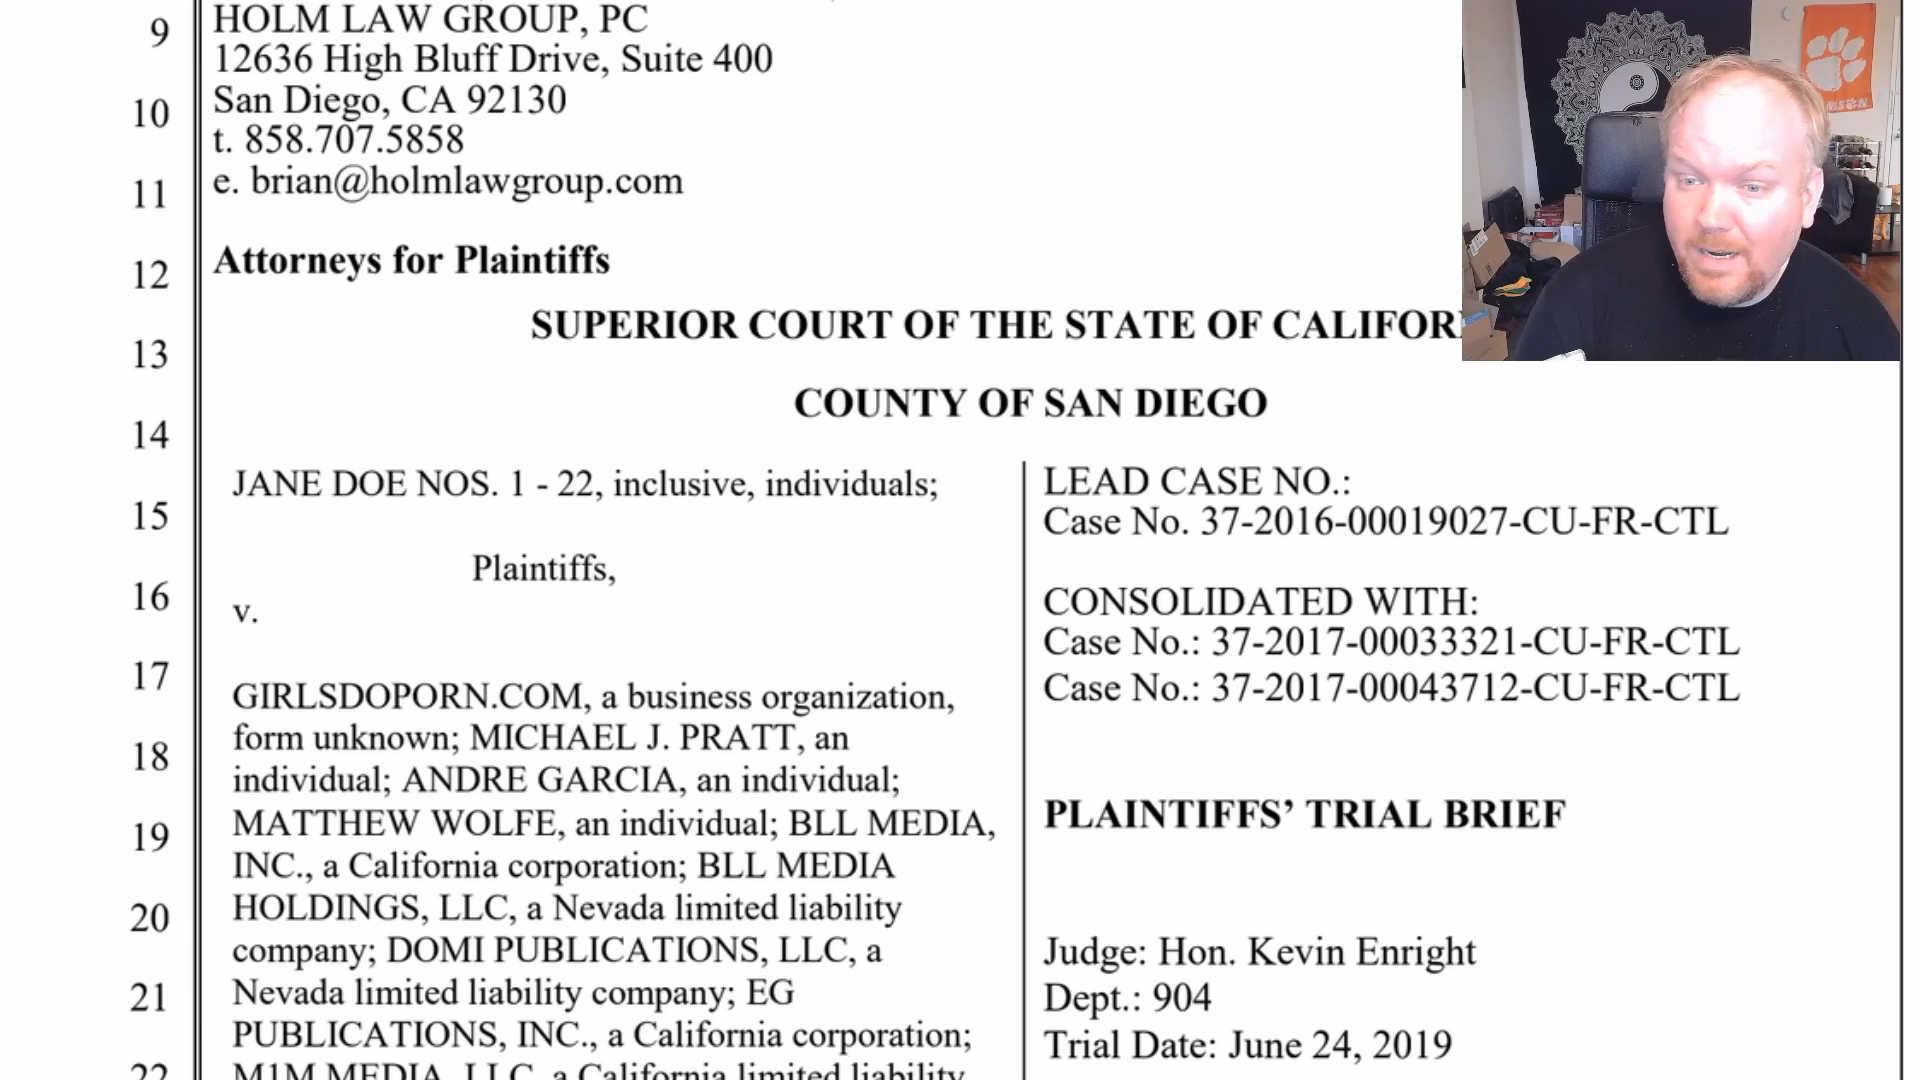 9
HOLM LAW GROUP, PC
12636 High Bluff Drive, Suite 400
10
San Diego, CA 92130
t. 858.707.5858
11
e. brian@holmlawgroup.com
12
Attorneys for Plaintiffs
13
SUPERIOR COURT OF THE STATE OF CALIFOR
14
COUNTY OF SAN DIEGO
15
JANE DOE NOS. 1 - 22, inclusive, individuals;
Plaintiffs,
16
v.
17
GIRLSDOPORN.COM, a business organization,
18
form unknown; MICHAEL J. PRATT, an
individual; ANDRE GARCIA, an individual;
19
MATTHEW WOLFE, an individual; BLL MEDIA,
INC., a California corporation; BLL MEDIA
20
HOLDINGS, LLC, a Nevada limited liability
company; DOMI PUBLICATIONS, LLC, a
21
Nevada limited liability company; EG
PUBLICATIONS, INC., a California corporation;
22
M1M MEDIA, LLC, a California limited liability
LEAD CASE NO.:
Case No. 37-2016-00019027-CU-FR-CTL
CONSOLIDATED WITH:
Case No.: 37-2017-00033321-CU-FR-CTL
Case No.: 37-2017-00043712-CU-FR-CTL
PLAINTIFFS' TRIAL BRIEF
Judge: Hon. Kevin Enright
Dept.: 904
Trial Date: June 24, 2019